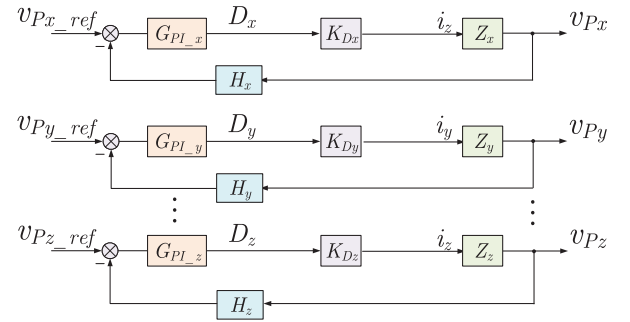 v_{Px_ref} − G_{PI_x} D_x K_{Dx} i_z Z_x v_{Px}
H_x
v_{Py_ref} − G_{PI_y} D_y K_{Dy} i_y Z_y v_{Py}
H_y
v_{Pz_ref} − G_{PI_z} D_z K_{Dz} i_z Z_z v_{Pz}
H_z